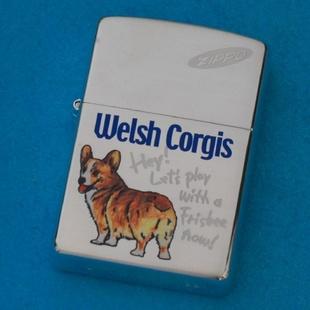 ZIPPO
Welsh Corgis
Hey!
Let's play
with a
Frisbee
now!